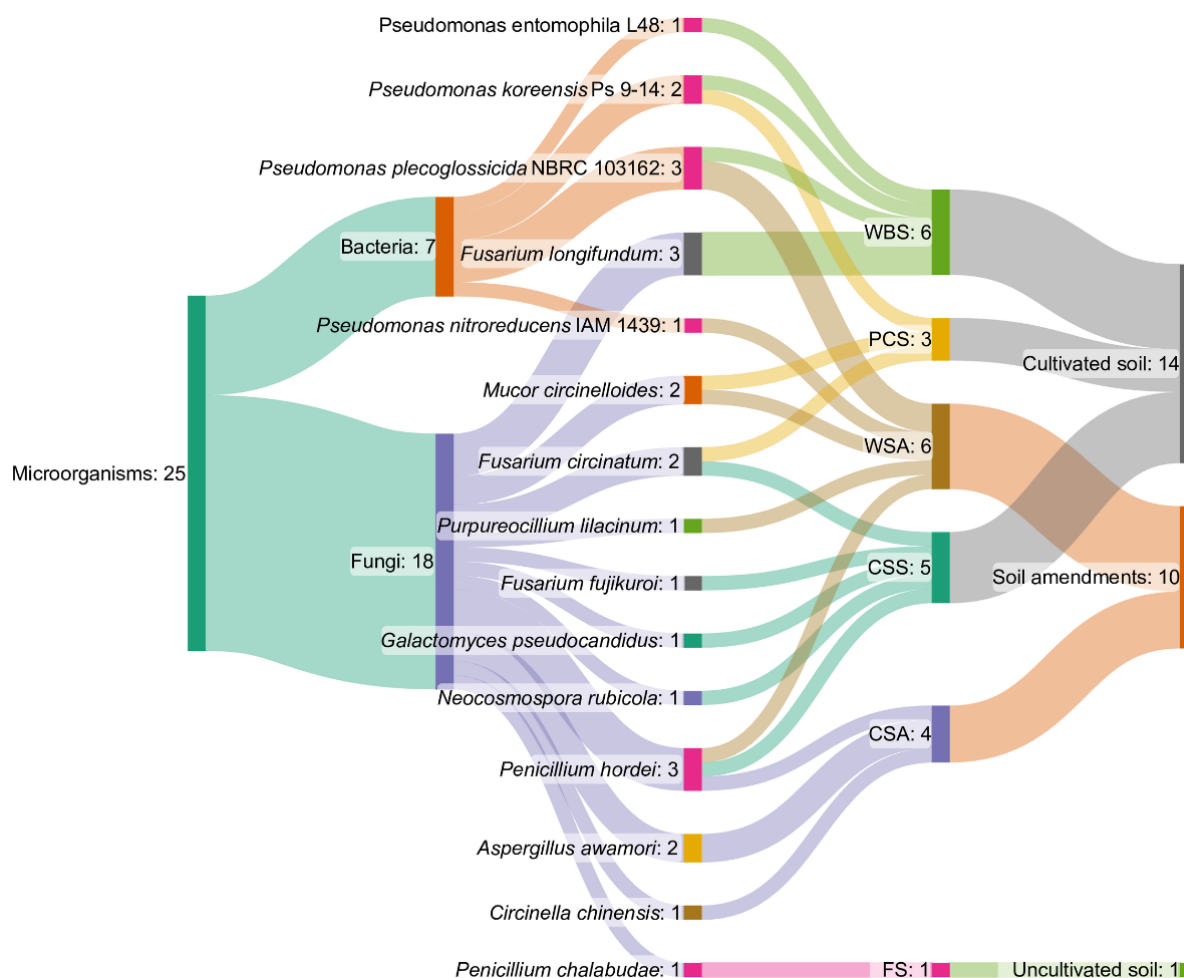 Pseudomonas entomophila L48: 1
Pseudomonas koreensis Ps 9-14: 2
Pseudomonas plecoglossicida NBRC 103162: 3
WBS: 6
Bacteria: 7
Fusarium longifundum: 3
Pseudomonas nitroreducens IAM 1439: 1
PCS: 3
Cultivated soil: 14
Mucor circinelloides: 2
WSA: 6
Fusarium circinatum: 2
Microorganisms: 25
Purpureocillium lilacinum: 1
Fungi: 18
CSS: 5
Soil amendments: 10
Fusarium fujikuroi: 1
Galactomyces pseudocandidus: 1
Neocosmospora rubicola: 1
CSA: 4
Penicillium hordei: 3
Aspergillus awamori: 2
Circinella chinensis: 1
Penicillium chalabudae: 1
FS: 1
Uncultivated soil: 1